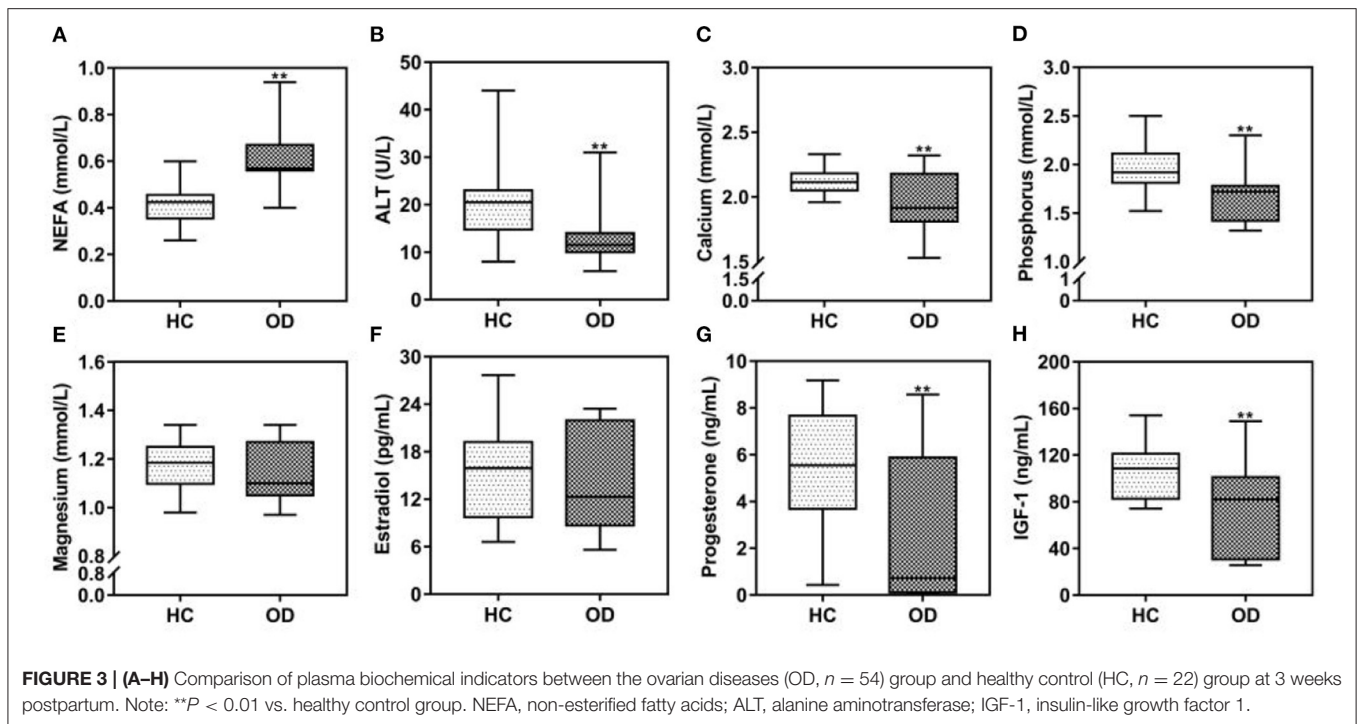 A
NEFA (mmol/L)
1.0
0.8
0.6
0.4
0.2
0.0
**
HC OD
B
ALT (U/L)
50
40
30
20
10
0
**
HC OD
C
Calcium (mmol/L)
3.0
2.5
2.0
1.5
1.5
0.0
**
HC OD
D
Phosphorus (mmol/L)
3.0
2.5
2.0
1.5
1.0
1
0
**
HC OD
E
Magnesium (mmol/L)
1.6
1.4
1.2
1.0
0.8
0.8
0.0
HC OD
F
Estradiol (pg/mL)
30
24
18
12
6
0
HC OD
G
Progesterone (ng/mL)
10
8
6
4
2
0
**
HC OD
H
IGF-1 (ng/mL)
200
160
120
80
40
0
**
HC OD
FIGURE 3 | (A–H) Comparison of plasma biochemical indicators between the ovarian diseases (OD, n = 54) group and healthy control (HC, n = 22) group at 3 weeks
postpartum. Note: **P < 0.01 vs. healthy control group. NEFA, non-esterified fatty acids; ALT, alanine aminotransferase; IGF-1, insulin-like growth factor 1.